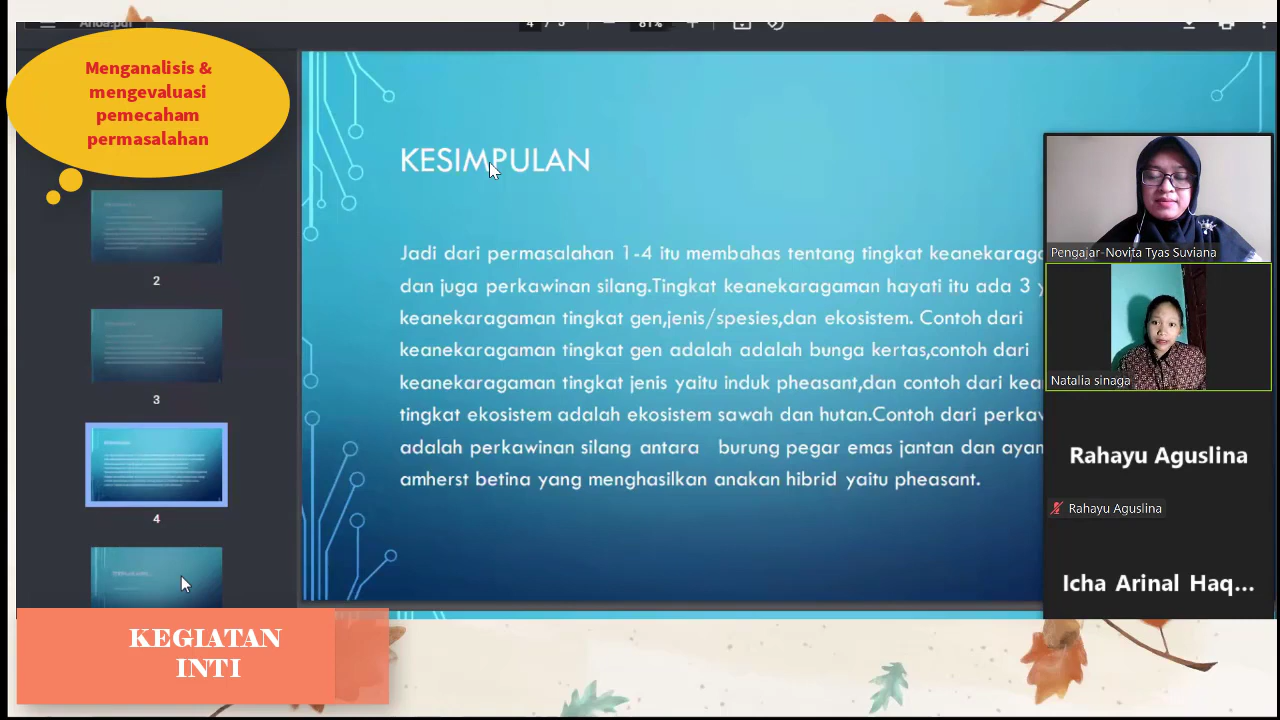 Anda.pdf
4 / 5
81%
Menganalisis &
mengevaluasi
pemecaham
permasalahan
2
3
4
KESIMPULAN
Jadi dari permasalahan 1-4 itu membahas tentang tingkat
dan juga perkawinan silang.Tingkat keanekaragaman hayati itu ada 3
keanekaragaman tingkat gen,jenis/spesies,dan ekosistem. Contoh dari
keanekaragaman tingkat gen adalah adalah bunga kertas,contoh dari
keanekaragaman tingkat jenis yaitu induk pheasant,dan contoh dari
tingkat ekosistem adalah ekosistem sawah dan hutan.Contoh dari
adalah perkawinan silang antara burung pegar emas jantan dan
amherst betina yang menghasilkan anakan hibrid yaitu pheasant.
Pengajar-Novita Tyas Suviana
Natalia sinaga
Rahayu Aguslina
Rahayu Aguslina
Icha Arinal Haq...
KEGIATAN
INTI